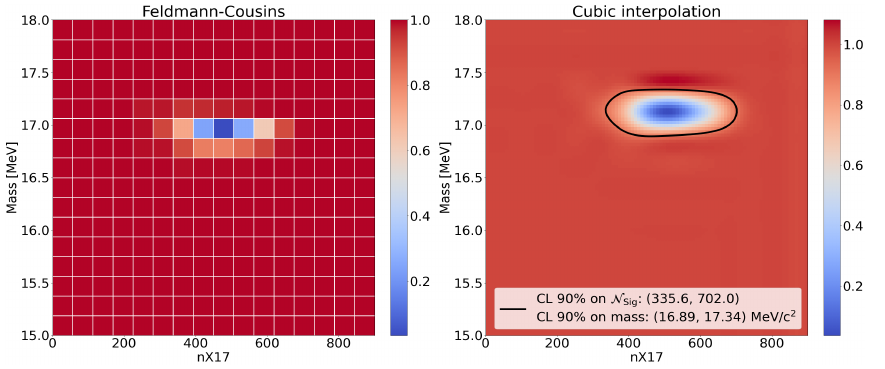 Feldmann-Cousins
Mass [MeV]
18.0
17.5
17.0
16.5
16.0
15.5
15.0
0 200 400 600 800
nX17
1.0
0.8
0.6
0.4
0.2
Cubic interpolation
Mass [MeV]
18.0
17.5
17.0
16.5
16.0
15.5
15.0
CL 90% on 𝒩Sig: (335.6, 702.0)
CL 90% on mass: (16.89, 17.34) MeV/c²
0 200 400 600 800
nX17
1.0
0.8
0.6
0.4
0.2